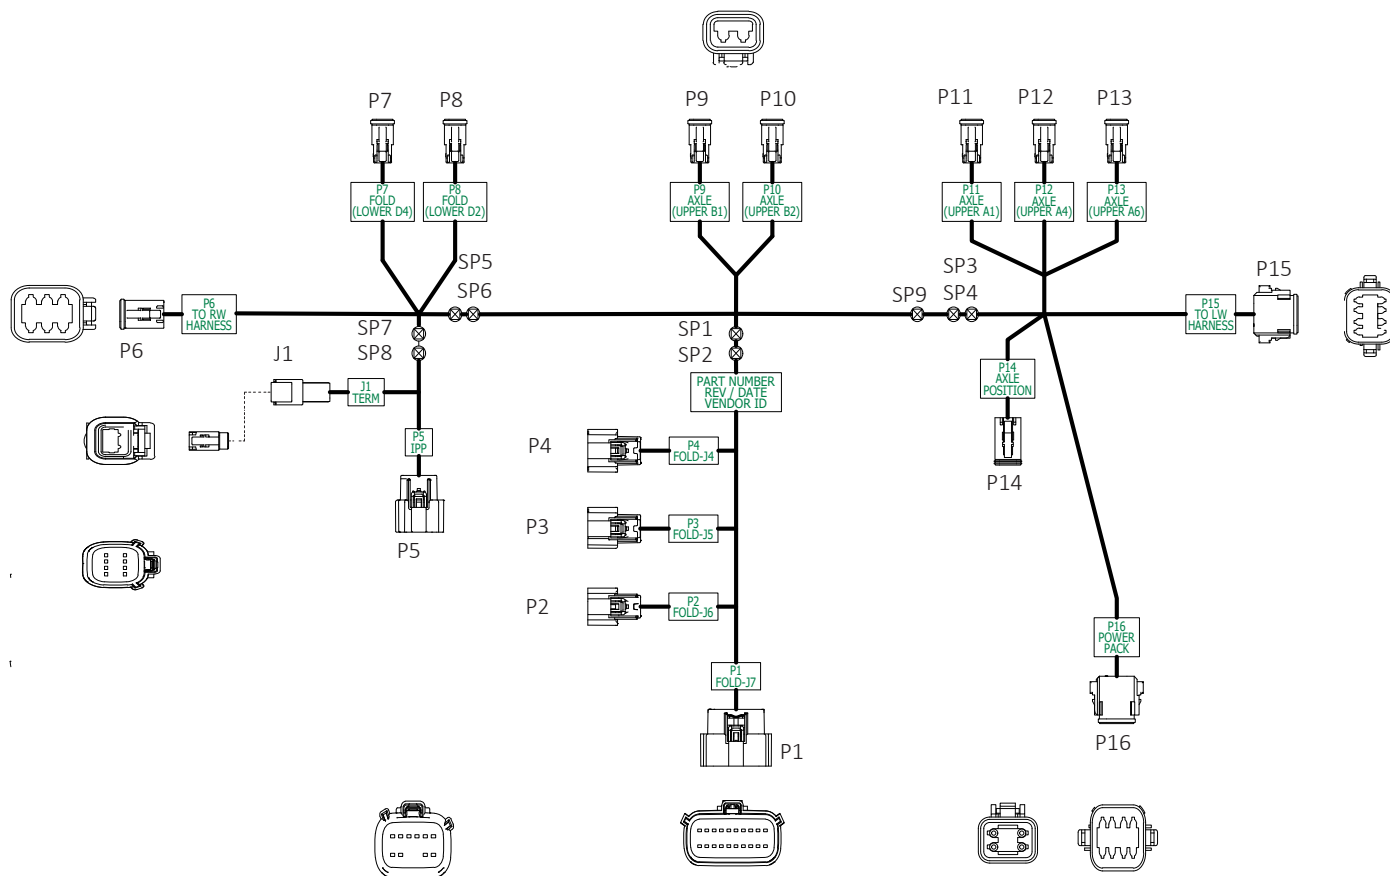 P7
P8
P9
P10
P11
P12
P13
P7
FOLD
(LOWER D4)
P8
FOLD
(LOWER D2)
P9
AXLE
(UPPER B1)
P10
AXLE
(UPPER B2)
P11
AXLE
(UPPER A1)
P12
AXLE
(UPPER A4)
P13
AXLE
(UPPER A6)
SP5
SP6
SP3
SP9
SP4
P15
P6
TO RW
HARNESS
P15
TO LW
HARNESS
P6
SP7
SP8
SP1
SP2
J1
J1
TERM
PART NUMBER
REV / DATE
VENDOR ID
P14
AXLE
POSITION
P5
IPP
P4
P4
FOLD-J4
P14
P3
P3
FOLD-J5
P5
P2
P2
FOLD-J6
P16
POWER
PACK
P1
FOLD-J7
P1
P16